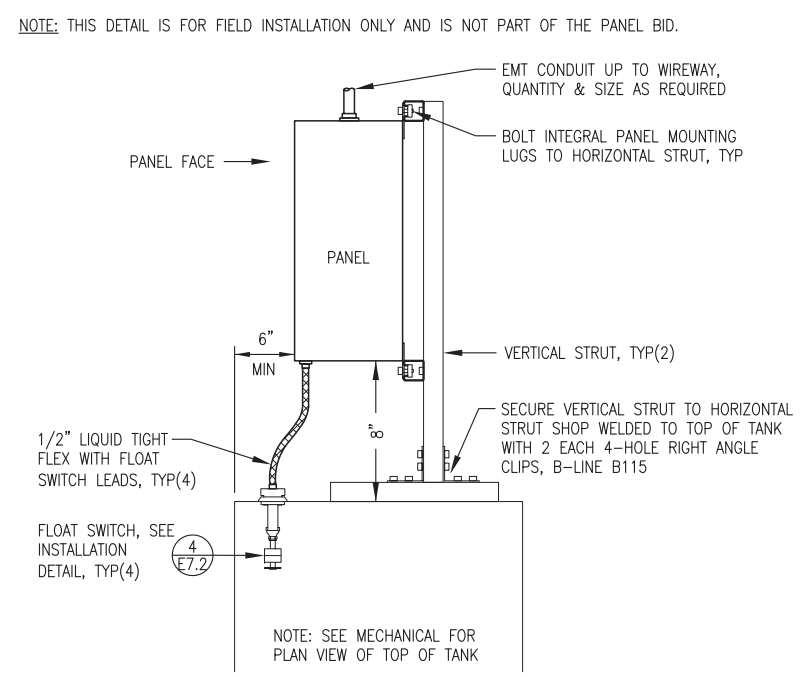 NOTE: THIS DETAIL IS FOR FIELD INSTALLATION ONLY AND IS NOT PART OF THE PANEL BID.
EMT CONDUIT UP TO WIREWAY,
QUANTITY & SIZE AS REQUIRED
BOLT INTEGRAL PANEL MOUNTING
LUGS TO HORIZONTAL STRUT, TYP
PANEL FACE
PANEL
6"
MIN
VERTICAL STRUT, TYP(2)
8"
SECURE VERTICAL STRUT TO HORIZONTAL
STRUT SHOP WELDED TO TOP OF TANK
WITH 2 EACH 4-HOLE RIGHT ANGLE
CLIPS, B-LINE B115
1/2" LIQUID TIGHT
FLEX WITH FLOAT
SWITCH LEADS, TYP(4)
FLOAT SWITCH, SEE
INSTALLATION
DETAIL, TYP(4)
4
E7.2
NOTE: SEE MECHANICAL FOR
PLAN VIEW OF TOP OF TANK